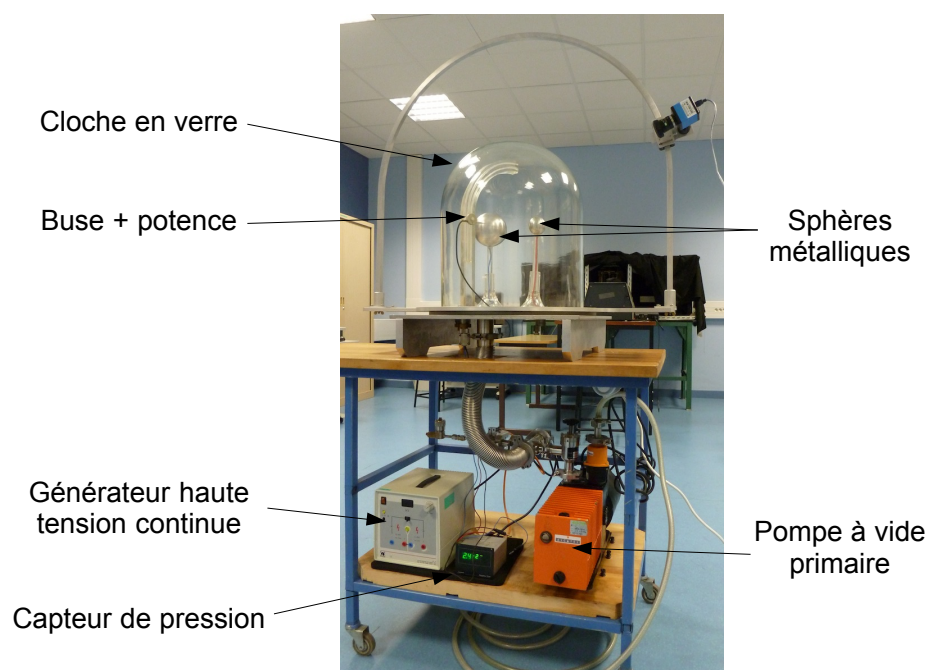 Cloche en verre
Buse + potence
Sphères
métalliques
Générateur haute
tension continue
Pompe à vide
primaire
Capteur de pression